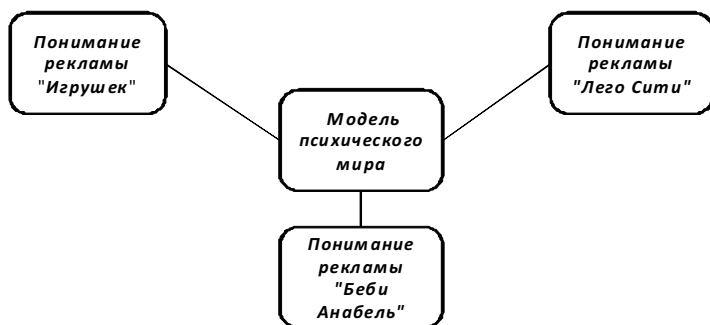 Понимание
рекламы
"Игрушек"
Понимание
рекламы
"Лего Сити"
Модель
психического
мира
Понимание
рекламы
"Беби
Анабель"